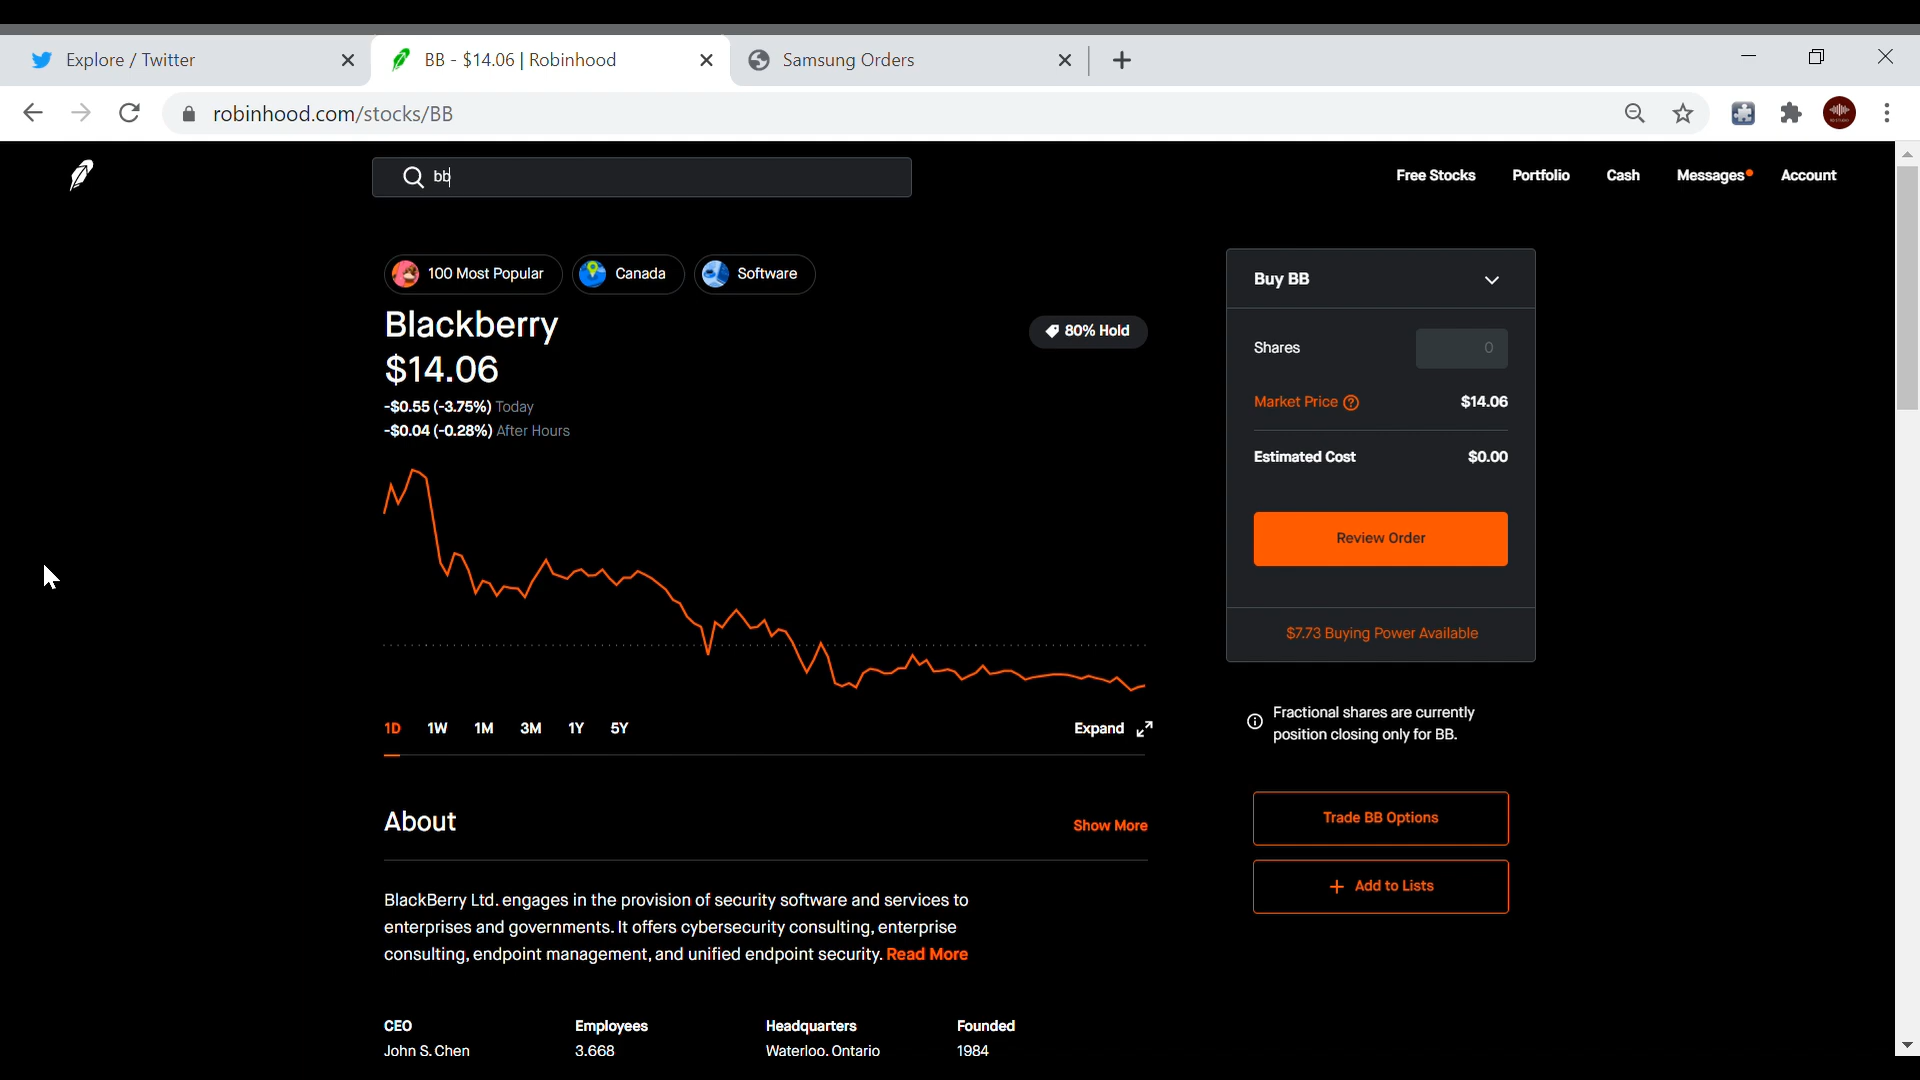 Explore / Twitter
BB - $14.06 | Robinhood
Samsung Orders
robinhood.com/stocks/BB
bb
Free Stocks
Portfolio
Cash
Messages
Account
100 Most Popular
Canada
Software
Blackberry
$14.06
80% Hold
-$0.55 (-3.75%) Today
-$0.04 (-0.28%) After Hours
1D
1W
1M
3M
1Y
5Y
Expand
About
Show More
BlackBerry Ltd. engages in the provision of security software and services to
enterprises and governments. It offers cybersecurity consulting, enterprise
consulting, endpoint management, and unified endpoint security. Read More
CEO
John S. Chen
Employees
3,668
Headquarters
Waterloo, Ontario
Founded
1984
Buy BB
Shares
0
Market Price
$14.06
Estimated Cost
$0.00
Review Order
$7.73 Buying Power Available
Fractional shares are currently
position closing only for BB.
Trade BB Options
+ Add to Lists